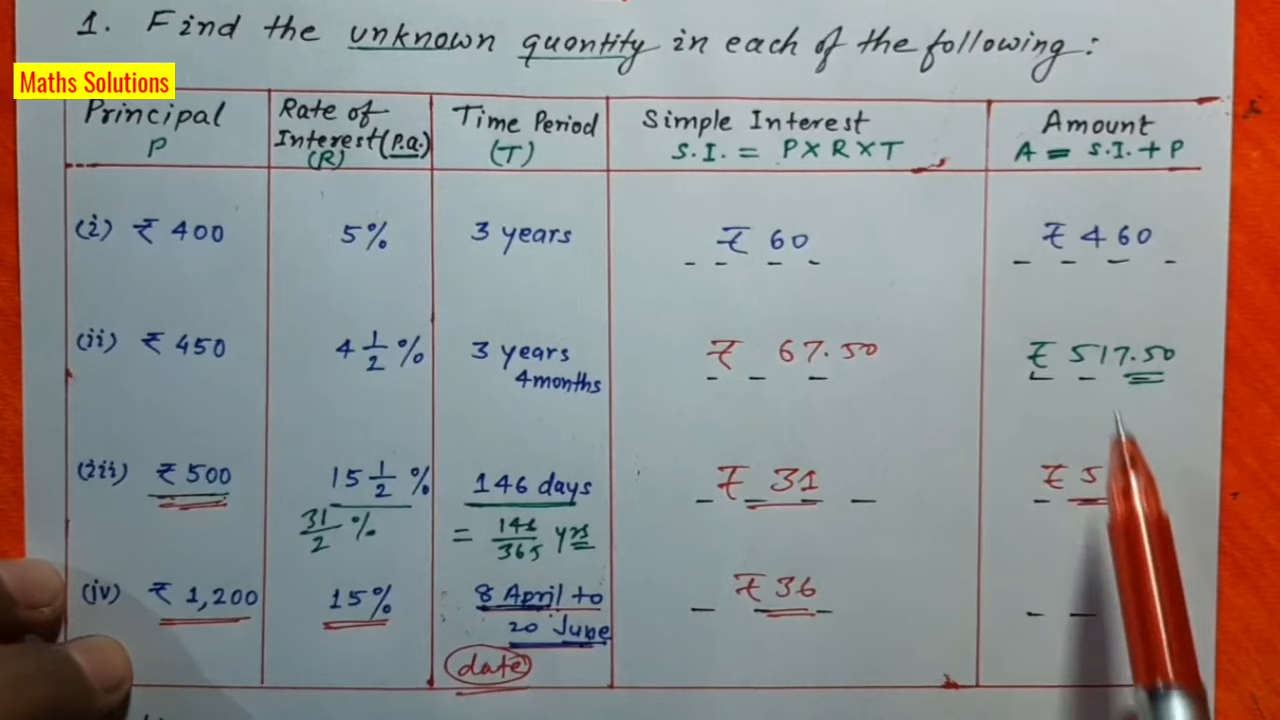 1. Find the unknown quontity in each of the following:
Maths Solutions
Principal P
Rate of Interest (P.a.) (R)
Time Period (T)
Simple Interest S.I. = P X R X T
Amount A = S.I. + P
(i) ₹ 400 5% 3 years ₹ 60 ₹ 460
(ii) ₹ 450 4 1/2 % 3 years 4months ₹ 67.50 ₹ 517.50
(iii) ₹ 500 15 1/2 % 146 days ₹ 31 ₹ 5
31/2 % = 146/365 yrs
(iv) ₹ 1,200 15% 8 April to ₹ 36
20 June
date